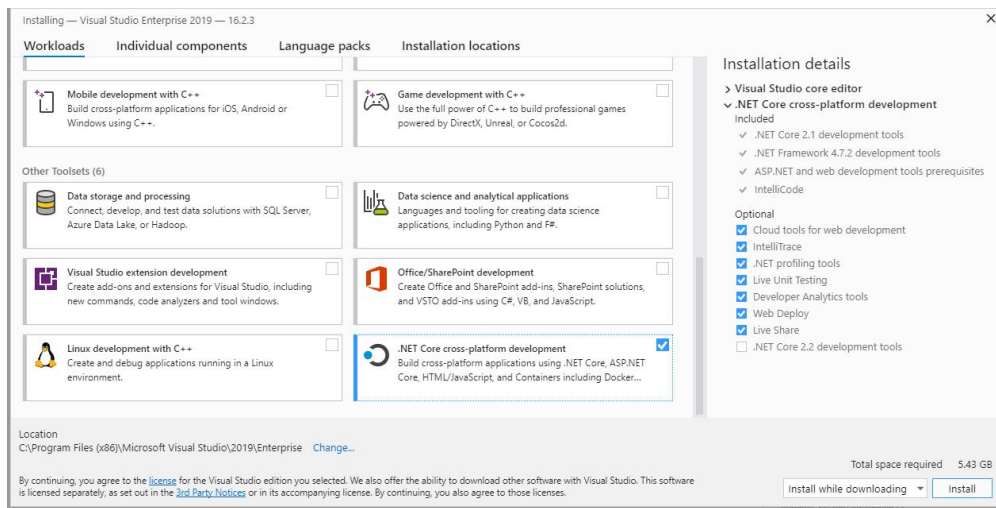 Installing — Visual Studio Enterprise 2019 — 16.2.3
Workloads Individual components Language packs Installation locations
Mobile development with C++
Build cross-platform applications for iOS, Android or
Windows using C++.
Game development with C++
Use the full power of C++ to build professional games
powered by DirectX, Unreal, or Cocos2d.
Other Toolsets (6)
Data storage and processing
Connect, develop, and test data solutions with SQL Server,
Azure Data Lake, or Hadoop.
Data science and analytical applications
Languages and tooling for creating data science
applications, including Python and F#.
Visual Studio extension development
Create add-ons and extensions for Visual Studio, including
new commands, code analyzers and tool windows.
Office/SharePoint development
Create Office and SharePoint add-ins, SharePoint solutions,
and VSTO add-ins using C#, VB, and JavaScript.
Linux development with C++
Create and debug applications running in a Linux
environment.
.NET Core cross-platform development
Build cross-platform applications using .NET Core, ASP.NET
Core, HTML/JavaScript, and Containers including Docker...
Installation details
Visual Studio core editor
.NET Core cross-platform development
Included
.NET Core 2.1 development tools
.NET Framework 4.7.2 development tools
ASP.NET and web development tools prerequisites
IntelliCode
Optional
Cloud tools for web development
IntelliTrace
.NET profiling tools
Live Unit Testing
Developer Analytics tools
Web Deploy
Live Share
.NET Core 2.2 development tools
Location
C:\Program Files (x86)\Microsoft Visual Studio\2019\Enterprise Change...
By continuing, you agree to the license for the Visual Studio edition you selected. We also offer the ability to download other software with Visual Studio. This software
is licensed separately, as set out in the 3rd Party Notices or in its accompanying license. By continuing, you also agree to those licenses.
Total space required 5.43 GB
Install while downloading Install